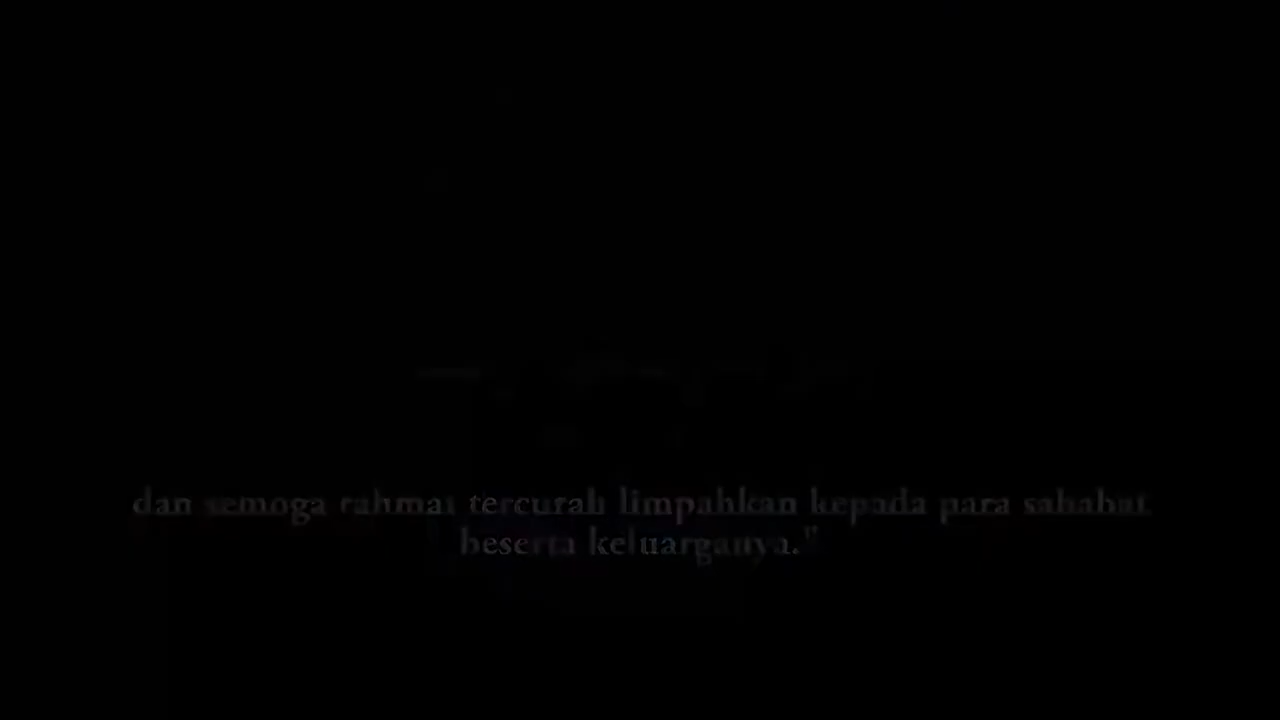 dan semoga rahmat tercurah limpahkan kepada para sahabat
beserta keluarganya."